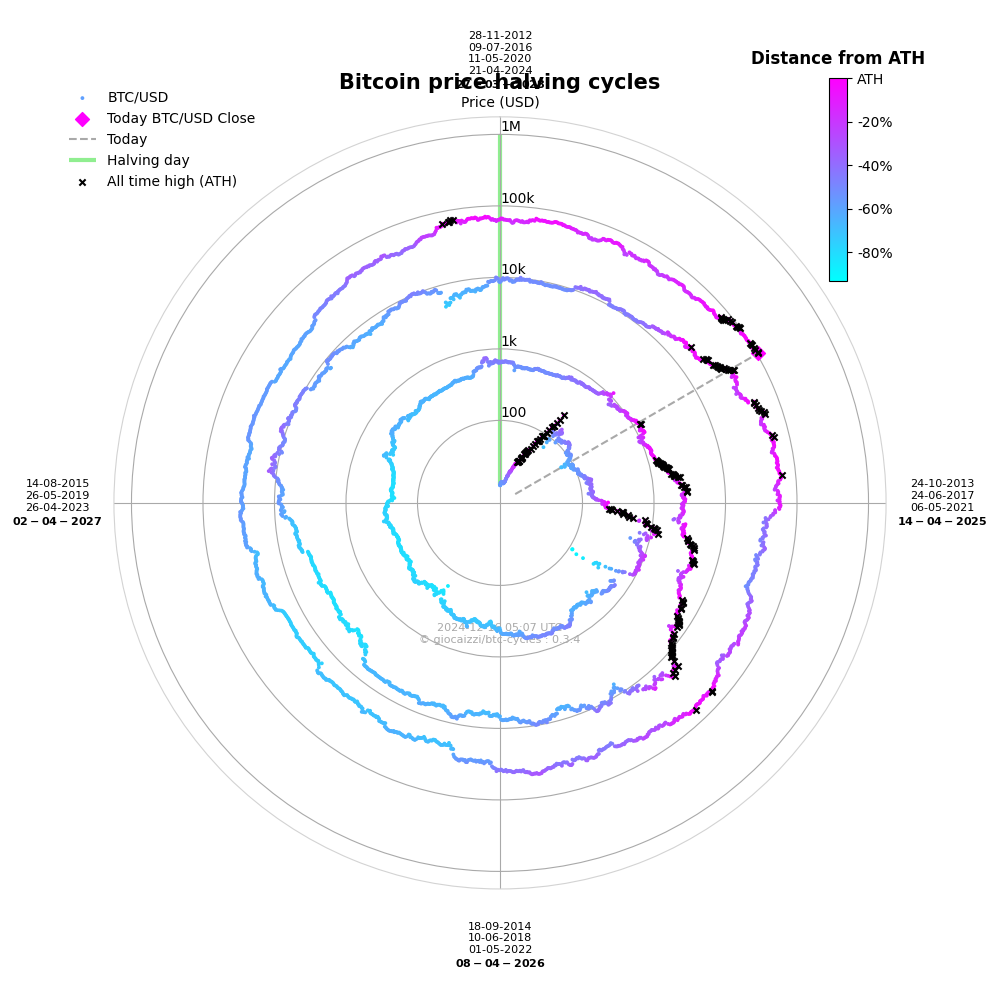 28-11-2012
09-07-2016
11-05-2020
21-04-2024
Bitcoin price halving cycles
Price (USD)
BTC/USD
Today BTC/USD Close
Today
Halving day
All time high (ATH)
Distance from ATH
ATH
-20%
-40%
-60%
-80%
1M
100k
10k
1k
100
14-08-2015
26-05-2019
26-04-2023
02-04-2027
24-10-2013
24-06-2017
06-05-2021
14-04-2025
05:07 UTC
© giocaizzi/btc-cycles : 0.3.4
18-09-2014
10-06-2018
01-05-2022
08-04-2026